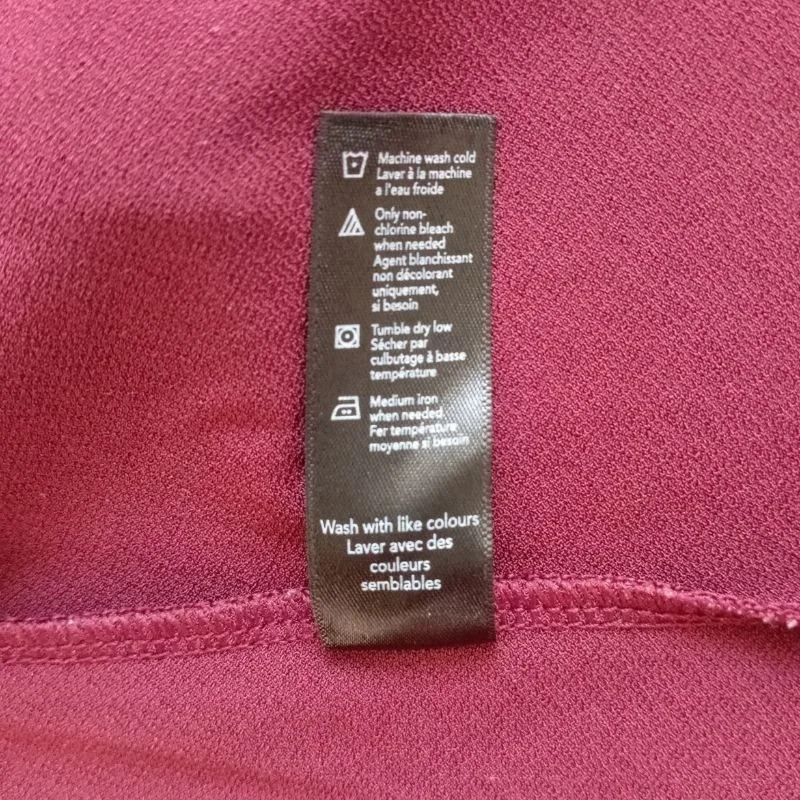 Machine wash cold
Laver à la machine
a l'eau froide
Only non-
chlorine bleach
when needed
Agent blanchissant
non décolorant
uniquement,
si besoin
Tumble dry low
Sécher par
culbutage à basse
température
Medium iron
when needed
Fer température
moyenne si besoin
Wash with like colours
Laver avec des
couleurs
semblables